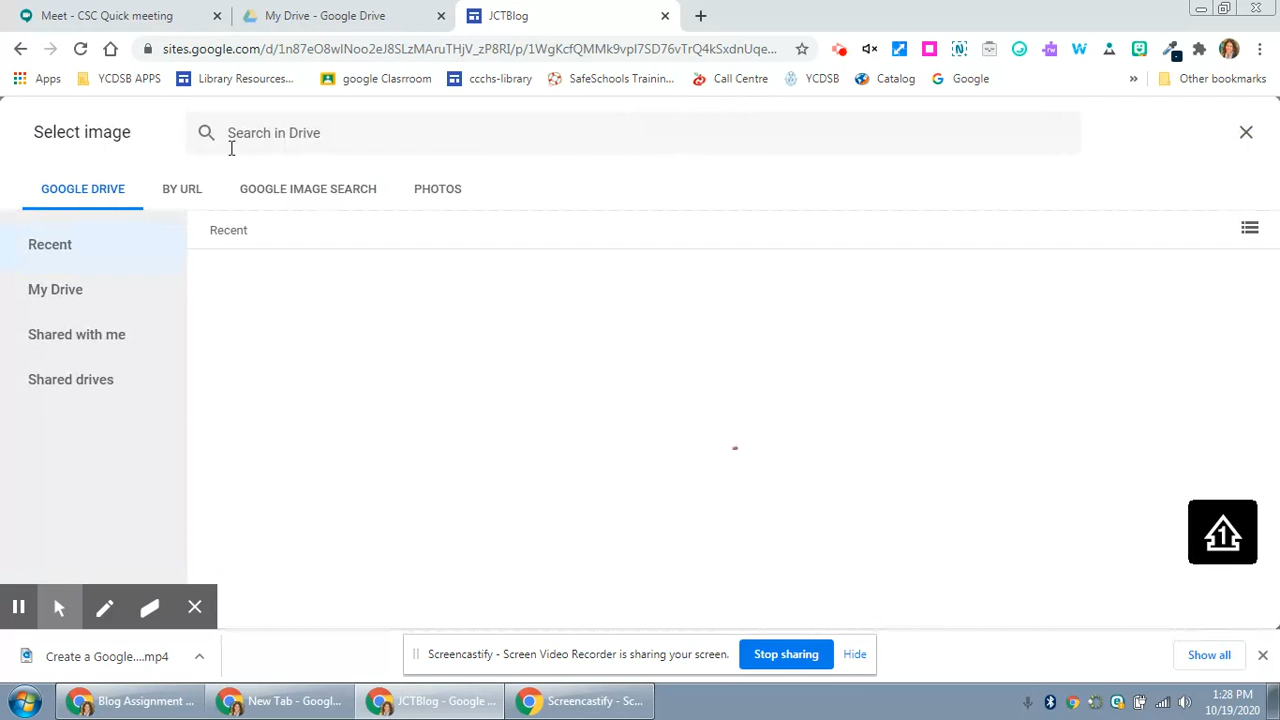 Meet - CSC Quick meeting
My Drive - Google Drive
JCTBlog
sites.google.com/d/1n87eO8wINoo2eJ8SLzMAruTHjV_zP8RI/p/1WgKcfQMMk9vpI7SD76vTrQ4kSxdnUqe...
Apps
YCDSB APPS
Library Resources...
google Classroom
ccchs-library
SafeSchools Trainin...
Bell Centre
YCDSB
Catalog
Google
»
Other bookmarks
Select image
Search in Drive
GOOGLE DRIVE
BY URL
GOOGLE IMAGE SEARCH
PHOTOS
Recent
Recent
My Drive
Shared with me
Shared drives
1
Create a Google....mp4
Screencastify - Screen Video Recorder is sharing your screen.
Stop sharing
Hide
Show all
Blog Assignment ...
New Tab - Googl...
JCTBlog - Google ...
Screencastify - Sc...
1:28 PM
10/19/2020